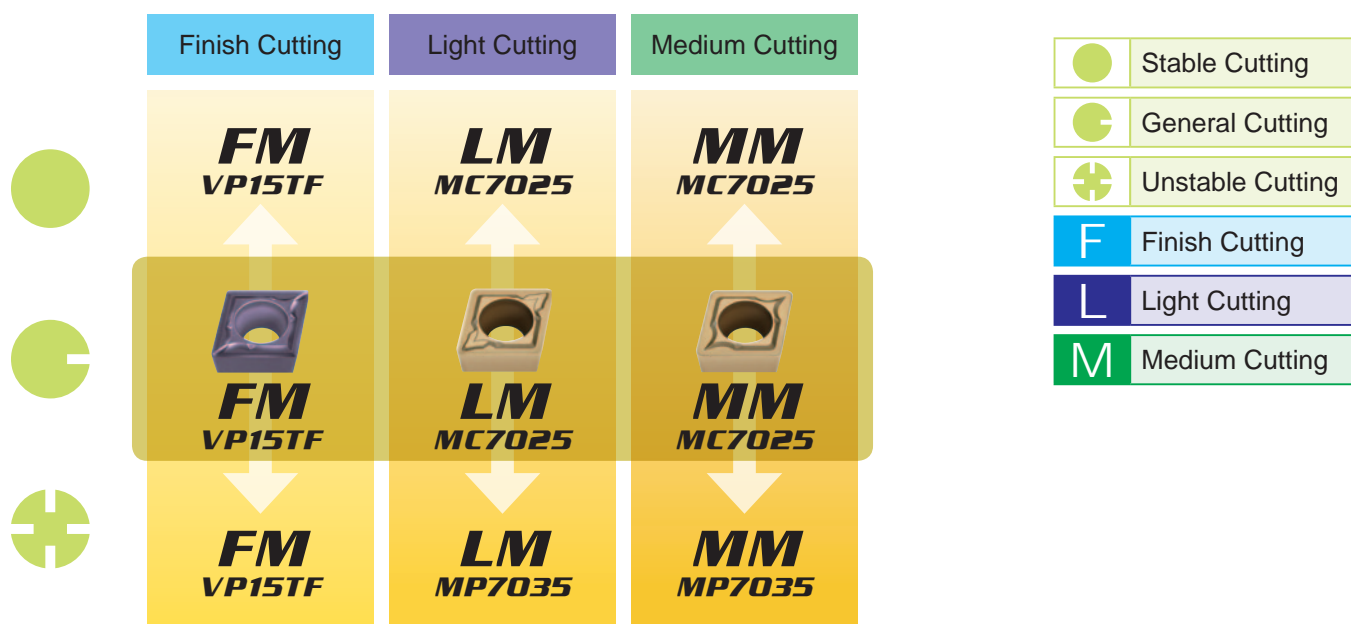 Finish Cutting
Light Cutting
Medium Cutting
FM
VP15TF
LM
MC7025
MM
MC7025
FM
VP15TF
LM
MC7025
MM
MC7025
FM
VP15TF
LM
MP7035
MM
MP7035
Stable Cutting
General Cutting
Unstable Cutting
F Finish Cutting
L Light Cutting
M Medium Cutting